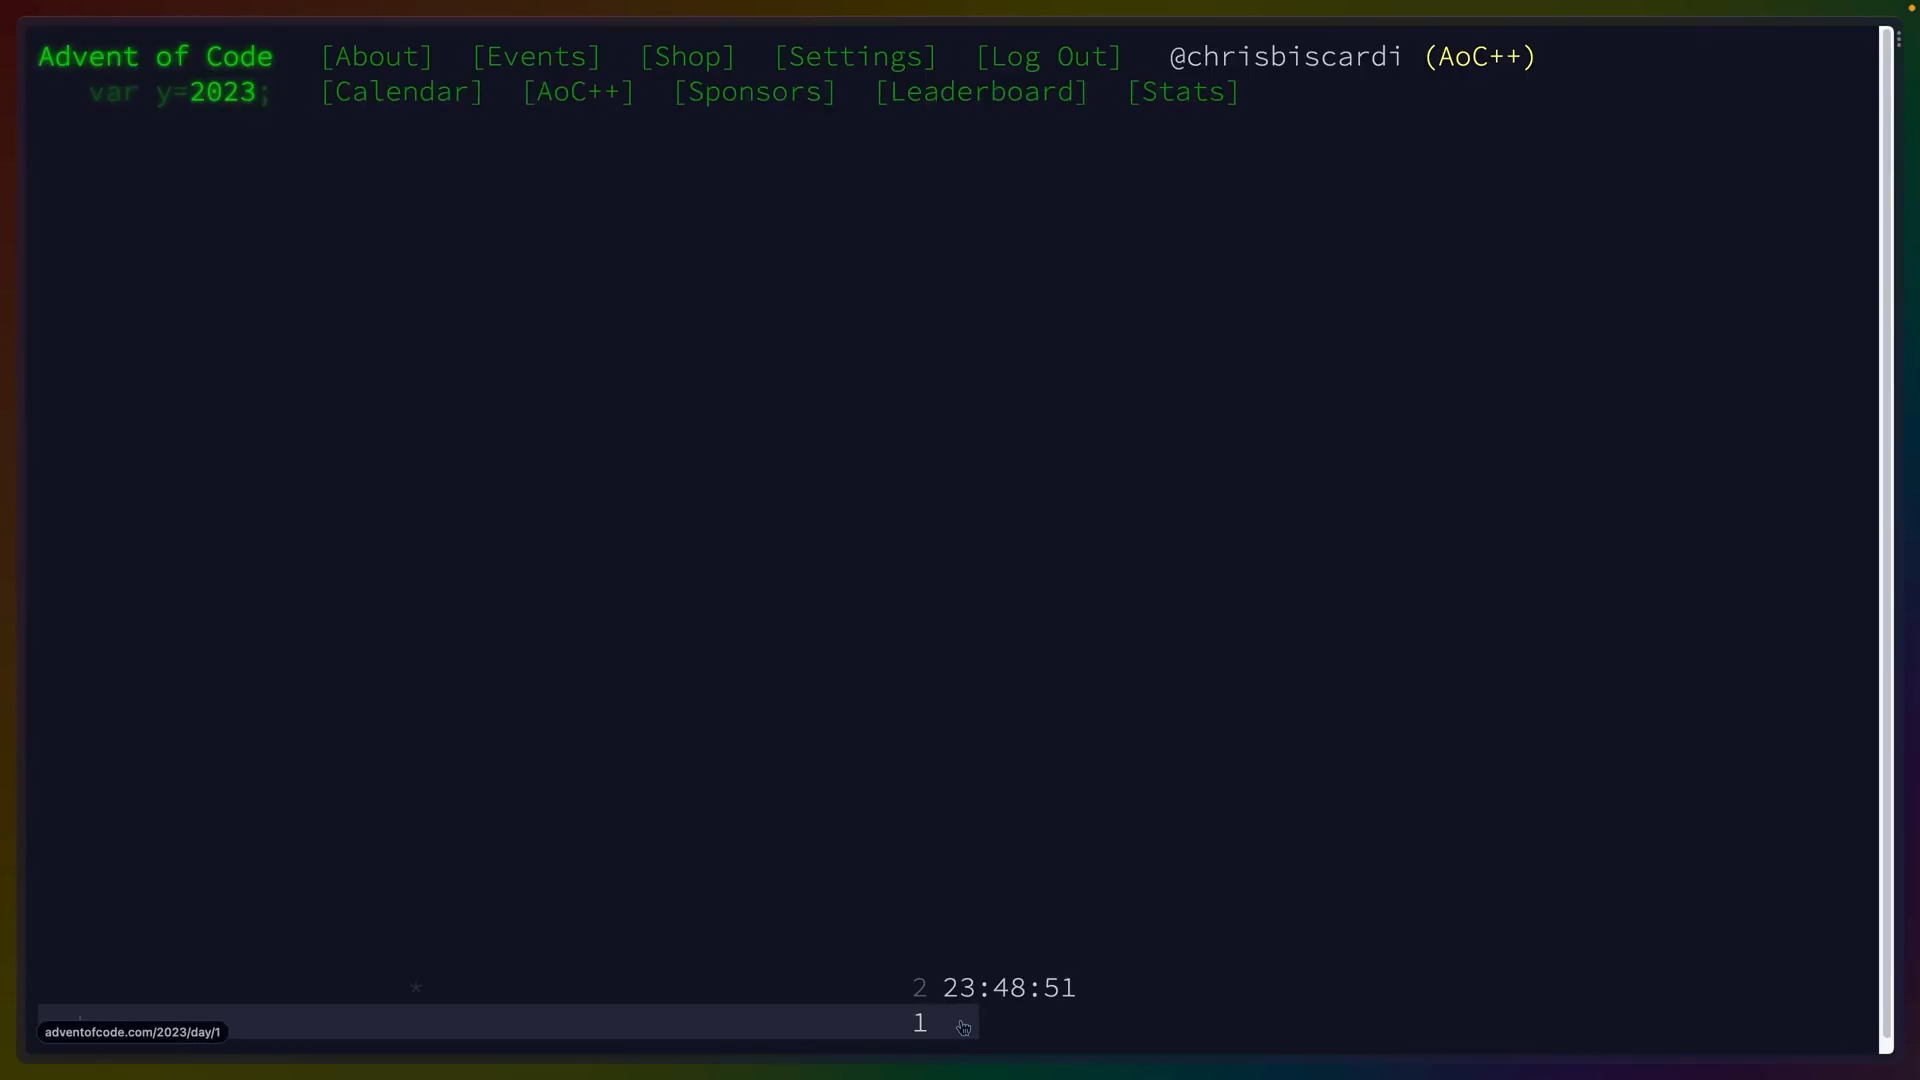 Advent of Code [About] [Events] [Shop] [Settings] [Log Out] @chrisbiscardi (AoC++)
var y=2023; [Calendar] [AoC++] [Sponsors] [Leaderboard] [Stats]
* 2 23:48:51
1
adventofcode.com/2023/day/1